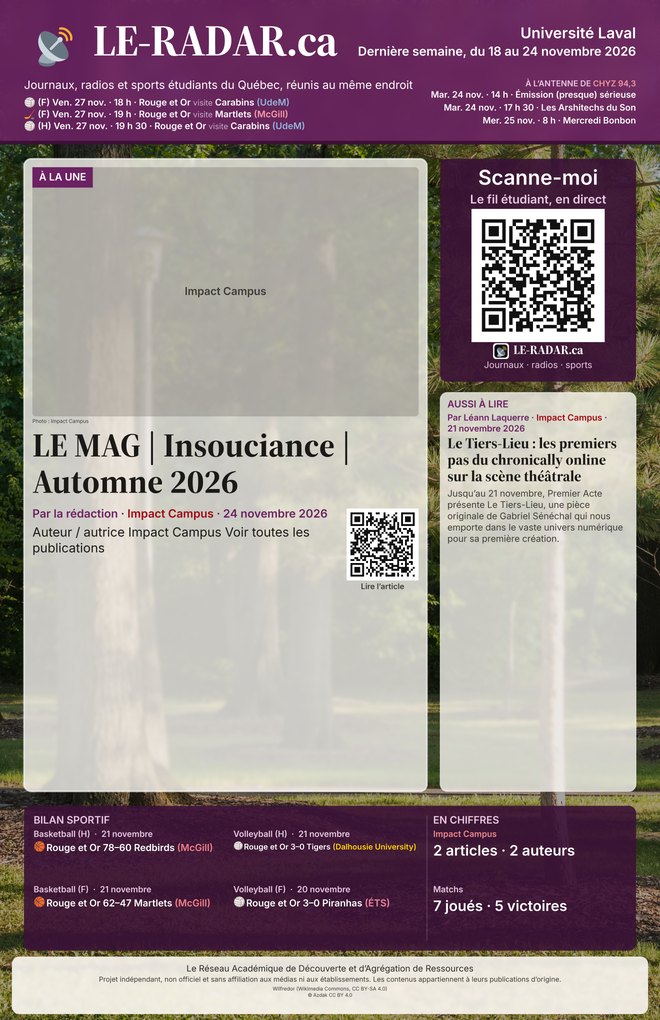 LE-RADAR.ca
Université Laval
Dernière semaine, du 18 au 24 novembre 2026
Journaux, radios et sports étudiants du Québec, réunis au même endroit
(F) Ven. 27 nov. · 18 h · Rouge et Or visite Carabins (UdeM)
(F) Ven. 27 nov. · 19 h · Rouge et Or visite Martlets (McGill)
(H) Ven. 27 nov. · 19 h 30 · Rouge et Or visite Carabins (UdeM)
À L'ANTENNE DE CHYZ 94,3
Mar. 24 nov. · 14 h · Émission (presque) sérieuse
Mar. 24 nov. · 17 h 30 · Les Arshitechs du Son
Mer. 25 nov. · 8 h · Mercredi Bonbon
À LA UNE
Impact Campus
Photo : Impact Campus
LE MAG | Insouciance |
Automne 2026
Par la rédaction · Impact Campus · 24 novembre 2026
Auteur / autrice Impact Campus Voir toutes les
publications
Lire l'article
Scanne-moi
Le fil étudiant, en direct
LE-RADAR.ca
Journaux · radios · sports
AUSSI À LIRE
Par Léann Laquerre · Impact Campus ·
21 novembre 2026
Le Tiers-Lieu : les premiers
pas du chronically online
sur la scène théâtrale
Jusqu'au 21 novembre, Premier Acte
présente Le Tiers-Lieu, une pièce
originale de Gabriel Sénéchal qui nous
emporte dans le vaste univers numérique
pour sa première création.
BILAN SPORTIF
Basketball (H) · 21 novembre
Rouge et Or 78–60 Redbirds (McGill)
Volleyball (H) · 21 novembre
Rouge et Or 3–0 Tigers (Dalhousie University)
Basketball (F) · 21 novembre
Rouge et Or 62–47 Martlets (McGill)
Volleyball (F) · 20 novembre
Rouge et Or 3–0 Piranhas (ÉTS)
EN CHIFFRES
Impact Campus
2 articles · 2 auteurs
Matchs
7 joués · 5 victoires
Le Réseau Académique de Découverte et d'Agrégation de Ressources
Projet indépendant, non officiel et sans affiliation aux médias ni aux établissements. Les contenus appartiennent à leurs publications d'origine.
Wilfredor (Wikimedia Commons, CC BY-SA 4.0)
© Azdak CC BY 4.0